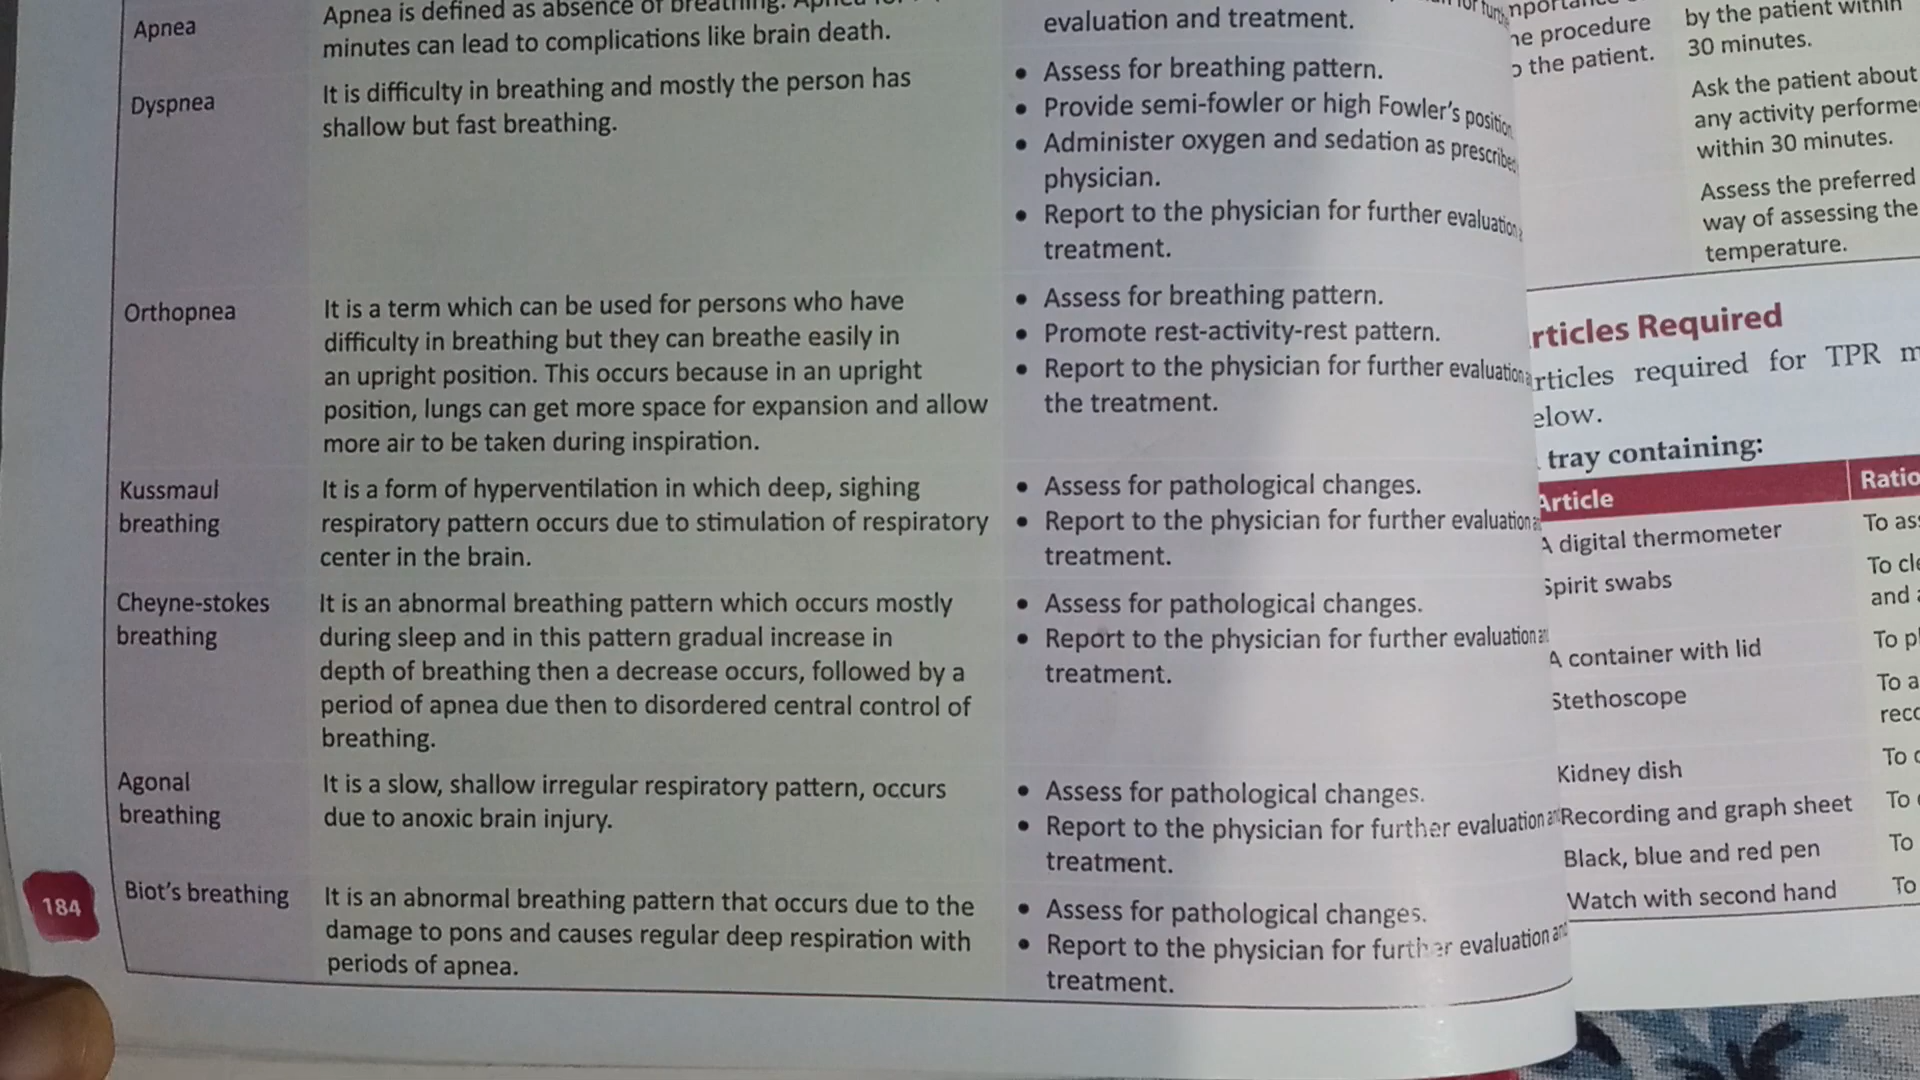 Apnea
Apnea is defined as absence of breathing.
minutes can lead to complications like brain death.
evaluation and treatment.
Dyspnea
It is difficulty in breathing and mostly the person has
shallow but fast breathing.
• Assess for breathing pattern.
• Provide semi-fowler or high Fowler's position
• Administer oxygen and sedation as prescribed
physician.
• Report to the physician for further evaluation
treatment.
Orthopnea
It is a term which can be used for persons who have
difficulty in breathing but they can breathe easily in
an upright position. This occurs because in an upright
position, lungs can get more space for expansion and allow
more air to be taken during inspiration.
• Assess for breathing pattern.
• Promote rest-activity-rest pattern.
• Report to the physician for further evaluation
the treatment.
Kussmaul
breathing
It is a form of hyperventilation in which deep, sighing
respiratory pattern occurs due to stimulation of respiratory
center in the brain.
• Assess for pathological changes.
• Report to the physician for further evaluation
treatment.
Cheyne-stokes
breathing
It is an abnormal breathing pattern which occurs mostly
during sleep and in this pattern gradual increase in
depth of breathing then a decrease occurs, followed by a
period of apnea due then to disordered central control of
breathing.
• Assess for pathological changes.
• Report to the physician for further evaluation
treatment.
Agonal
breathing
It is a slow, shallow irregular respiratory pattern, occurs
due to anoxic brain injury.
• Assess for pathological changes.
• Report to the physician for further evaluation
treatment.
Biot's breathing
It is an abnormal breathing pattern that occurs due to the
damage to pons and causes regular deep respiration with
periods of apnea.
• Assess for pathological changes.
• Report to the physician for further evaluation and
treatment.
184
procedure
the patient.
by the patient within
30 minutes.
Ask the patient about
any activity performe
within 30 minutes.
Assess the preferred
way of assessing the
temperature.
rticles Required
rticles required for TPR m
elow.
tray containing:
Article
Ratio
A digital thermometer
To as
Spirit swabs
To cle
and
A container with lid
To p
Stethoscope
To a
reco
Kidney dish
To
Recording and graph sheet
To
Black, blue and red pen
To
Watch with second hand
To